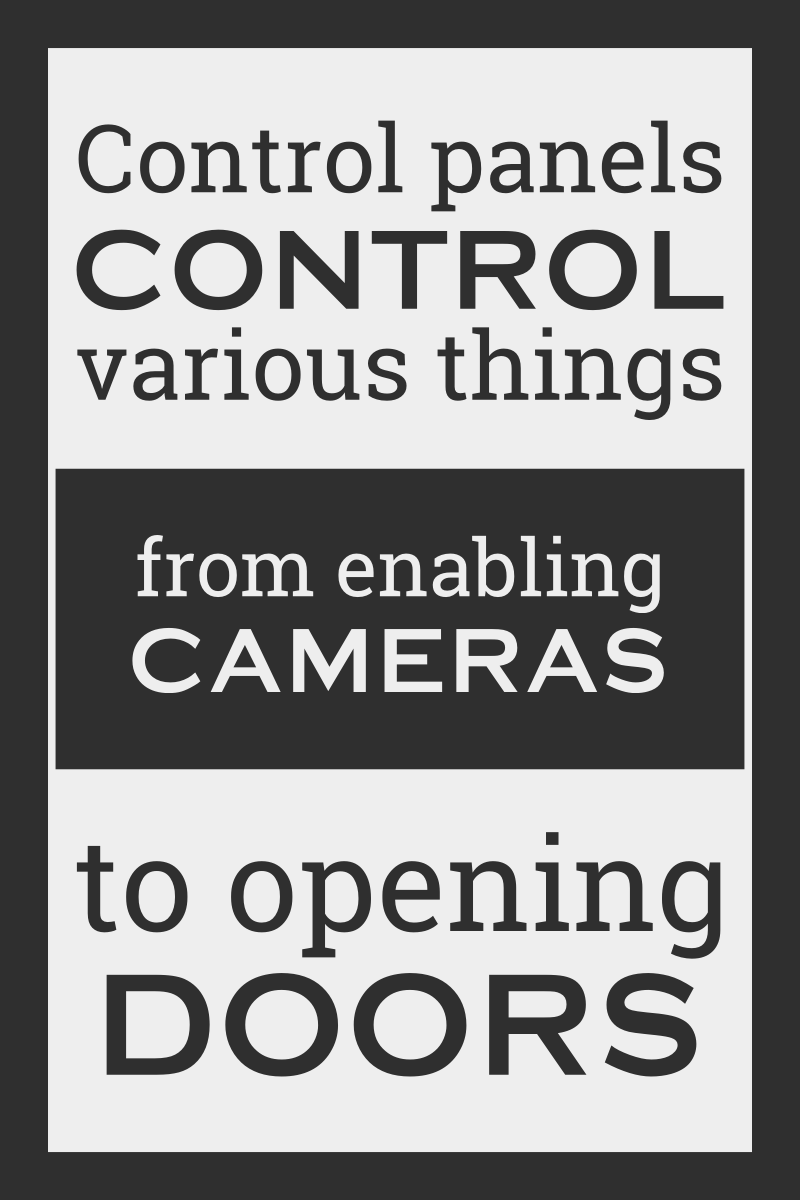 Control panels
CONTROL
various things
from enabling
CAMERAS
to opening
DOORS